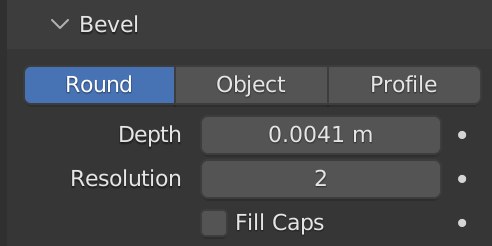 Bevel
Round Object Profile
Depth 0.0041 m
Resolution 2
Fill Caps